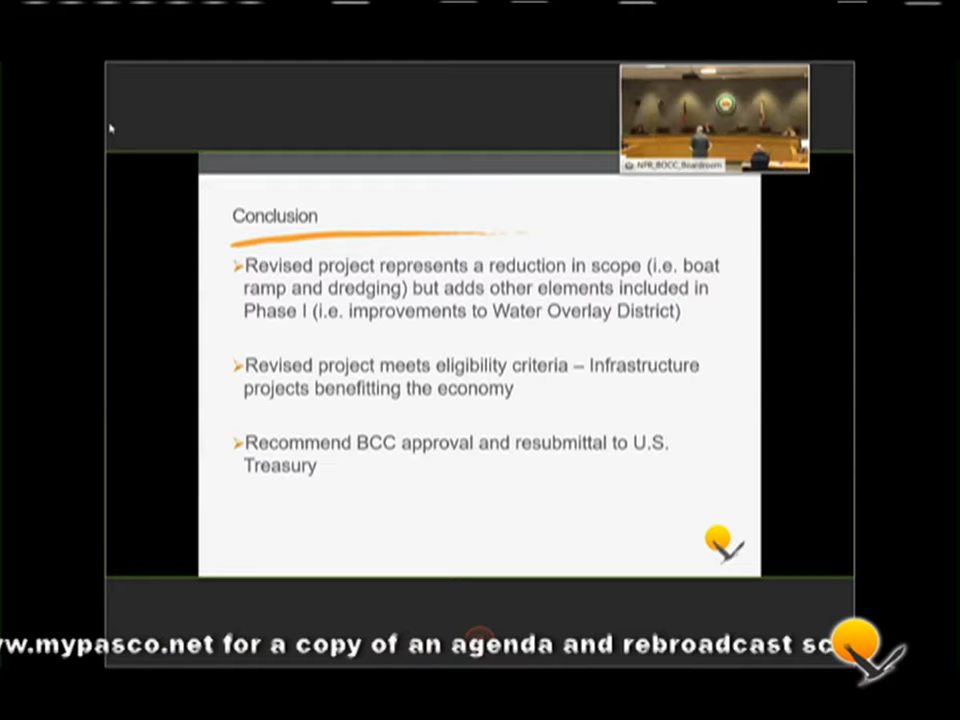 NPR_BOCC_Boardroom
Conclusion
➢Revised project represents a reduction in scope (i.e. boat
ramp and dredging) but adds other elements included in
Phase I (i.e. improvements to Water Overlay District)
➢Revised project meets eligibility criteria – Infrastructure
projects benefitting the economy
➢Recommend BCC approval and resubmittal to U.S.
Treasury
w.mypasco.net for a copy of an agenda and rebroadcast sc